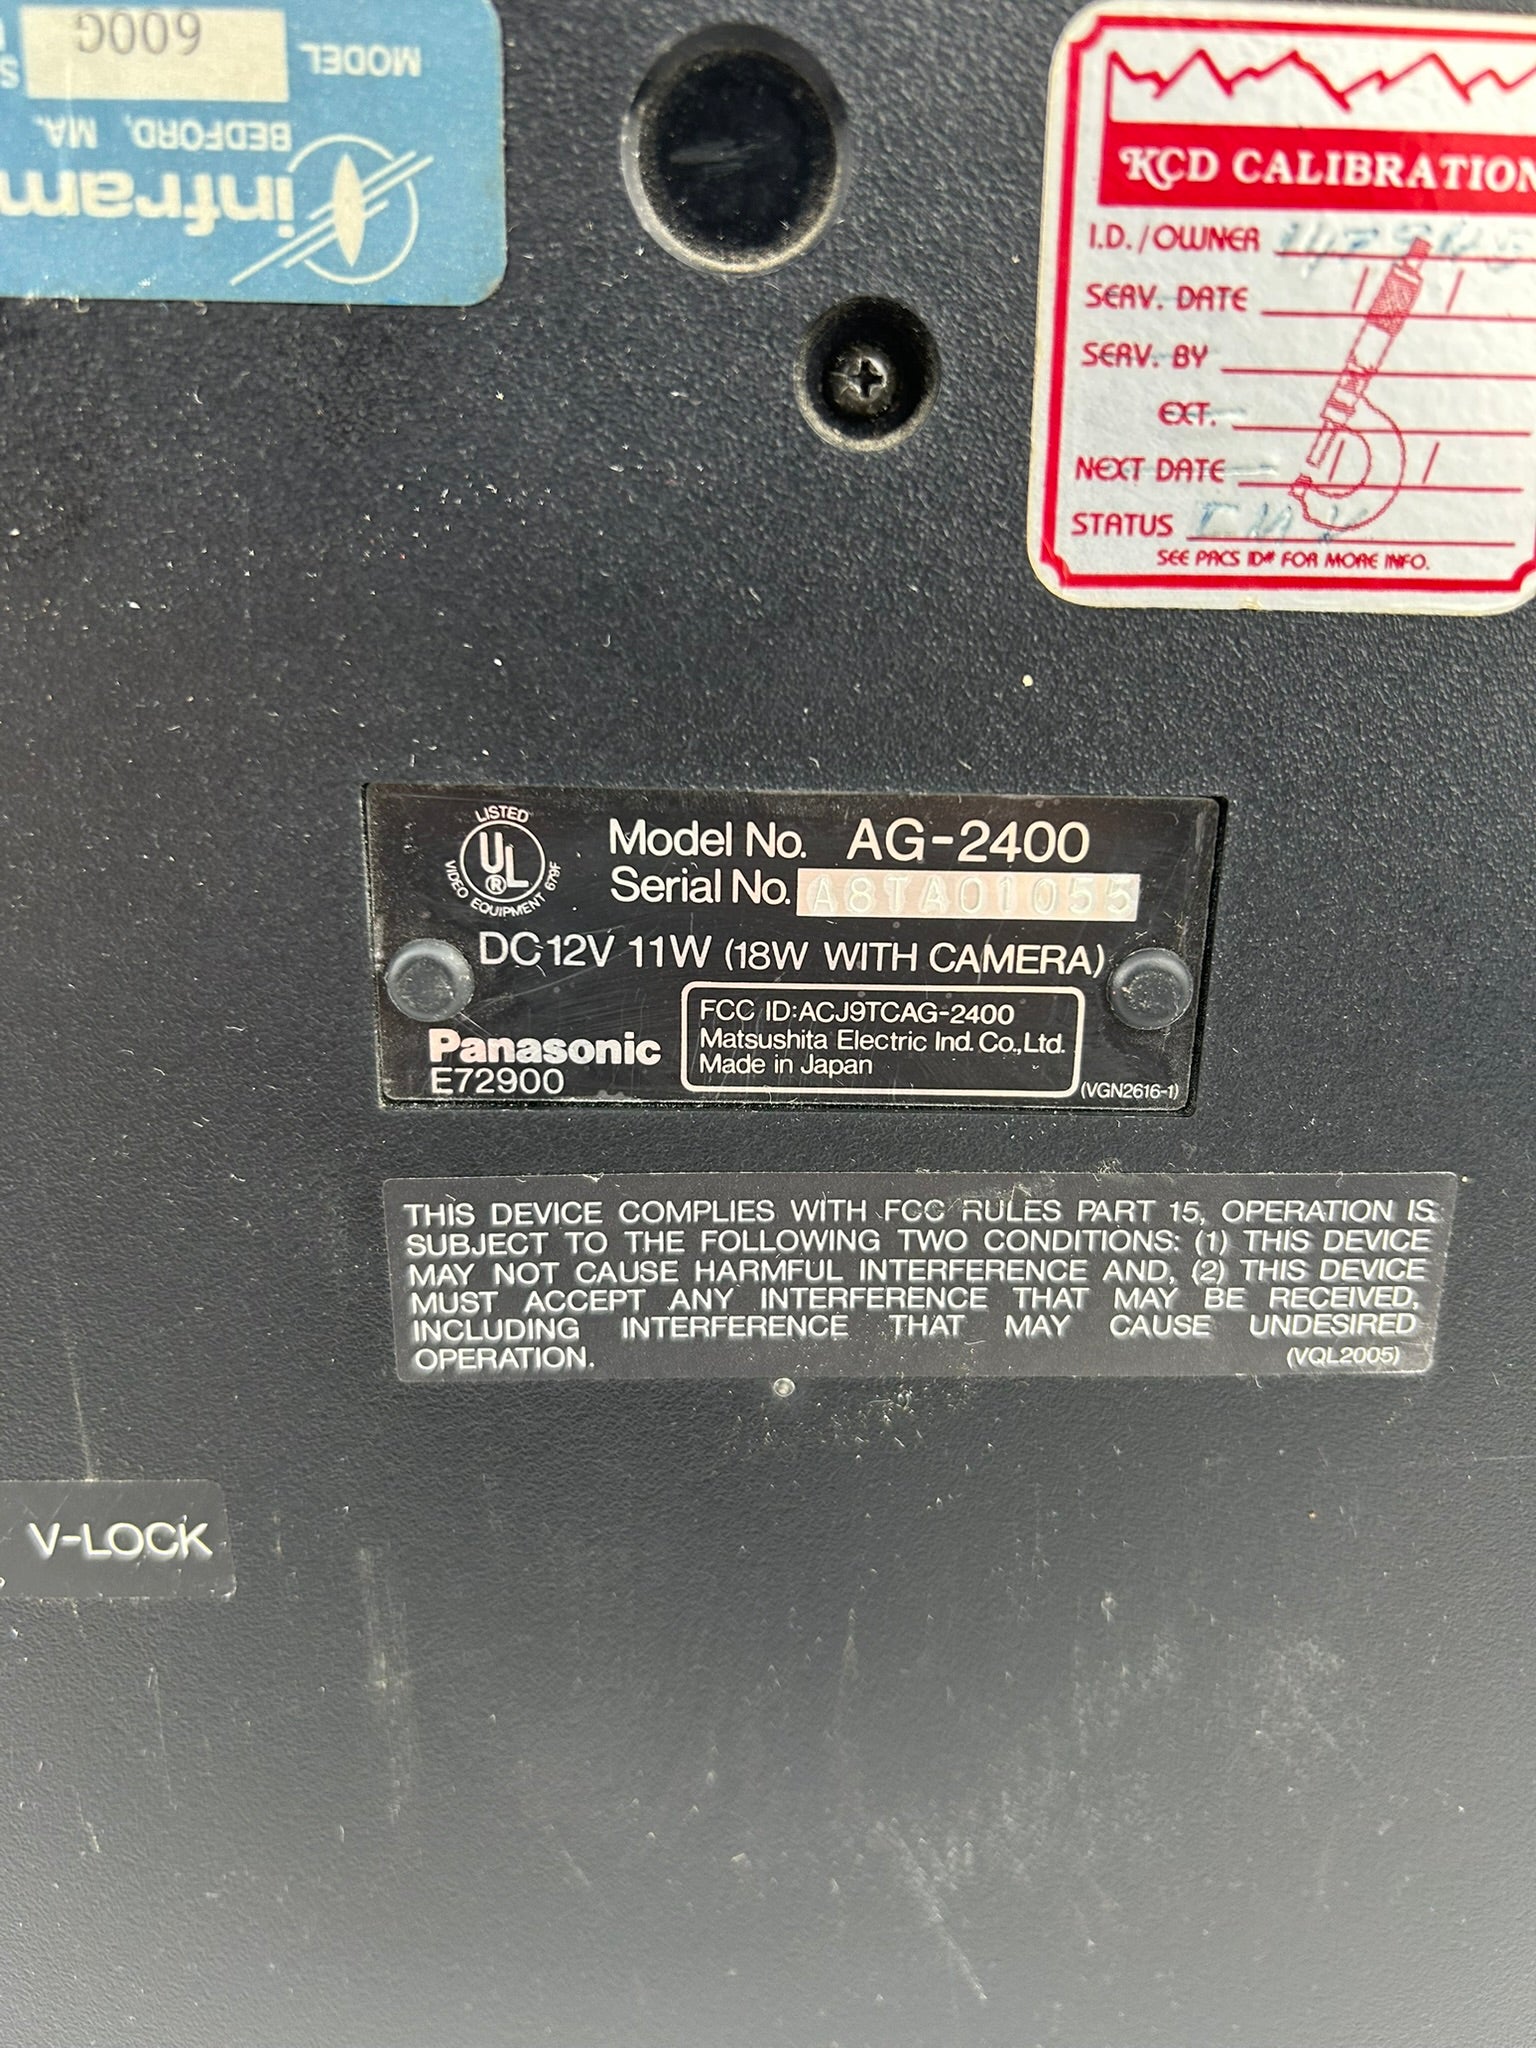 MODEL 600G
BEDFORD, MA.
infram
KCD CALIBRATION
I.D./OWNER
SERV. DATE / /
SERV. BY
EXT.
NEXT DATE / /
STATUS
SEE PACS ID# FOR MORE INFO.
LISTED
UL
®
VIDEO EQUIPMENT 679F
Model No. AG-2400
Serial No. A8TA01055
DC 12V 11W (18W WITH CAMERA)
Panasonic
E72900
FCC ID:ACJ9TCAG-2400
Matsushita Electric Ind. Co.,Ltd.
Made in Japan
(VGN2616-1)
THIS DEVICE COMPLIES WITH FCC RULES PART 15, OPERATION IS
SUBJECT TO THE FOLLOWING TWO CONDITIONS: (1) THIS DEVICE
MAY NOT CAUSE HARMFUL INTERFERENCE AND, (2) THIS DEVICE
MUST ACCEPT ANY INTERFERENCE THAT MAY BE RECEIVED,
INCLUDING INTERFERENCE THAT MAY CAUSE UNDESIRED
OPERATION. (VQL2005)
V-LOCK